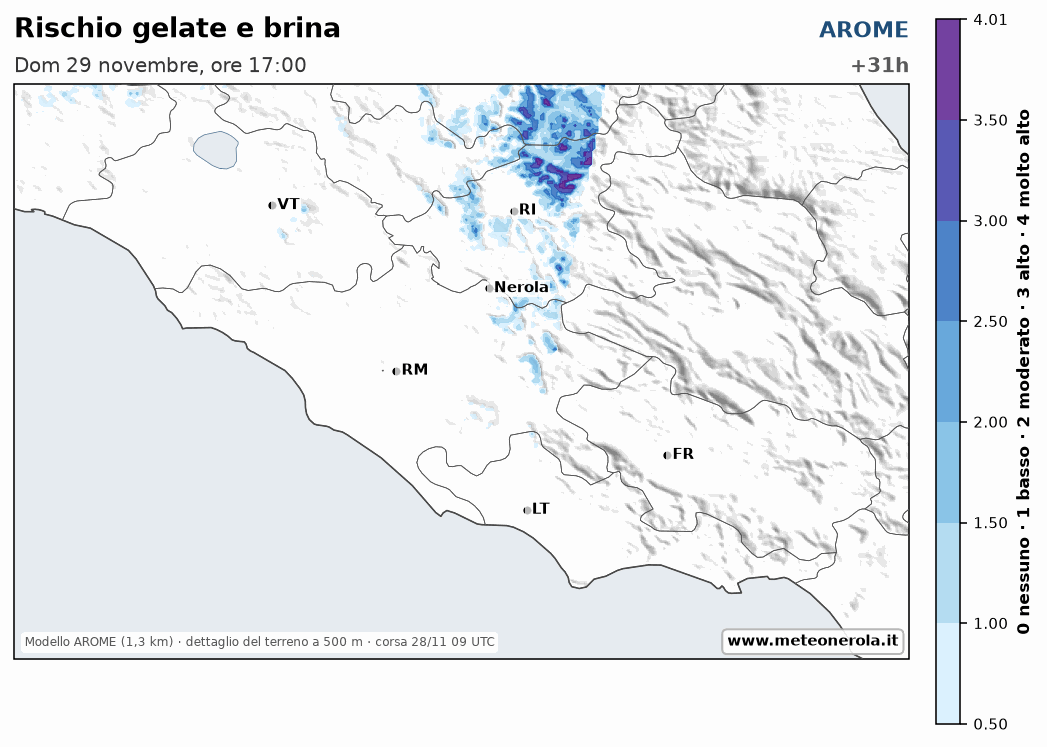 Rischio gelate e brina
AROME
Dom 29 novembre, ore 17:00
+31h
VT
RI
Nerola
RM
FR
LT
Modello AROME (1,3 km) · dettaglio del terreno a 500 m · corsa 28/11 09 UTC
www.meteonerola.it
4.01
3.50
3.00
2.50
2.00
1.50
1.00
0.50
0 nessuno · 1 basso · 2 moderato · 3 alto · 4 molto alto